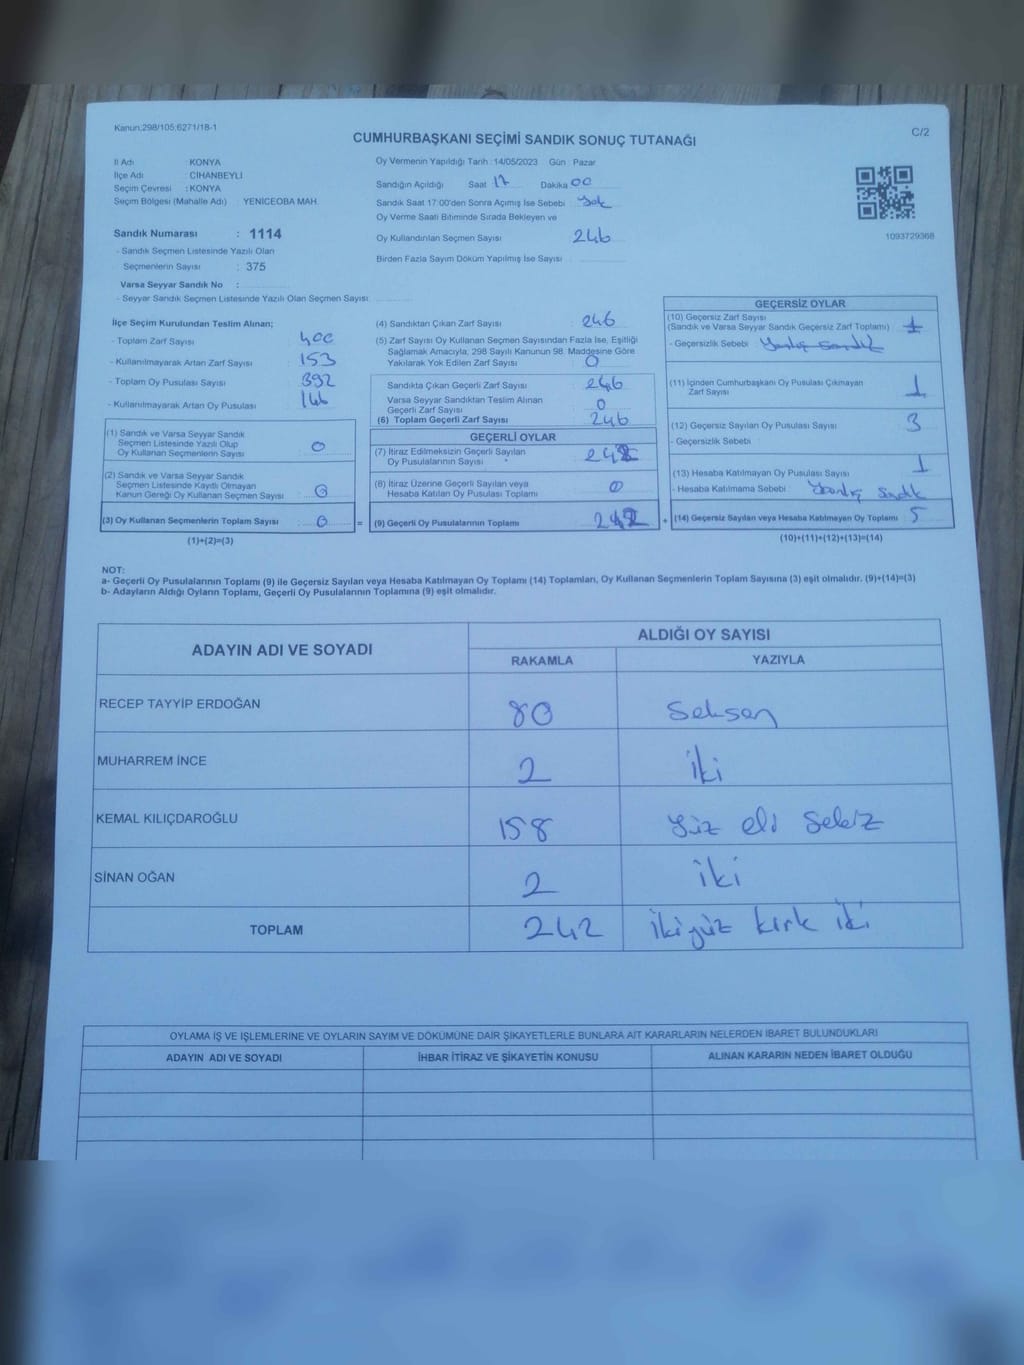 Kanun:298/105;6271/18-1
C/2
CUMHURBAŞKANI SEÇİMİ SANDIK SONUÇ TUTANAĞI
İl Adı : KONYA
İlçe Adı : CİHANBEYLİ
Seçim Çevresi : KONYA
Seçim Bölgesi (Mahalle Adı) : YENİCEOBA MAH.
Sandık Numarası : 1114
- Sandık Seçmen Listesinde Yazılı Olan
Seçmenlerin Sayısı : 375
Varsa Seyyar Sandık No :
- Seyyar Sandık Seçmen Listesinde Yazılı Olan Seçmen Sayısı
Oy Vermenin Yapıldığı Tarih : 14/05/2023 Gün : Pazar
Sandığın Açıldığı Saat 17 Dakika 00
Sandık Saat 17:00'den Sonra Açımış İse Sebebi : yok
Oy Verme Saati Bitiminde Sırada Bekleyen ve
Oy Kullandırılan Seçmen Sayısı 246
Birden Fazla Sayım Döküm Yapılmış İse Sayısı :
1093729368
İlçe Seçim Kurulundan Teslim Alınan;
- Toplam Zarf Sayısı 400
- Kullanılmayarak Artan Zarf Sayısı : 153
- Toplam Oy Pusulası Sayısı : 392
- Kullanılmayarak Artan Oy Pusulası 146
(1) Sandık ve Varsa Seyyar Sandık
Seçmen Listesinde Yazılı Olup
Oy Kullanan Seçmenlerin Sayısı : 0
(2) Sandık ve Varsa Seyyar Sandık
Seçmen Listesinde Kayıtlı Olmayan
Kanun Gereği Oy Kullanan Seçmen Sayısı : 0
(3) Oy Kullanan Seçmenlerin Toplam Sayısı : 0
(1)+(2)=(3)
(4) Sandıktan Çıkan Zarf Sayısı : 246
(5) Zarf Sayısı Oy Kullanan Seçmen Sayısından Fazla İse, Eşitliği
Sağlamak Amacıyla, 298 Sayılı Kanunun 98. Maddesine Göre
Yakılarak Yok Edilen Zarf Sayısı : 0
Sandıkta Çıkan Geçerli Zarf Sayısı : 246
Varsa Seyyar Sandıktan Teslim Alınan
Geçerli Zarf Sayısı : 0
(6) Toplam Geçerli Zarf Sayısı : 246
GEÇERLİ OYLAR
(7) İtiraz Edilmeksizin Geçerli Sayılan
Oy Pusulalarının Sayısı : 242
(8) İtiraz Üzerine Geçerli Sayılan veya
Hesaba Katılan Oy Pusulası Toplamı : 0
= (9) Geçerli Oy Pusulalarının Toplamı : 242
GEÇERSİZ OYLAR
(10) Geçersiz Zarf Sayısı
(Sandık ve Varsa Seyyar Sandık Geçersiz Zarf Toplamı) : 1
- Geçersizlik Sebebi : Yanlış sandık
(11) İçinden Cumhurbaşkanı Oy Pusulası Çıkmayan
Zarf Sayısı : 1
(12) Geçersiz Sayılan Oy Pusulası Sayısı : 3
- Geçersizlik Sebebi :
(13) Hesaba Katılmayan Oy Pusulası Sayısı : 1
- Hesaba Katılmama Sebebi : Yanlış sandık
+ (14) Geçersiz Sayılan veya Hesaba Katılmayan Oy Toplamı : 5
(10)+(11)+(12)+(13)=(14)
NOT:
a- Geçerli Oy Pusulalarının Toplamı (9) ile Geçersiz Sayılan veya Hesaba Katılmayan Oy Toplamı (14) Toplamları, Oy Kullanan Seçmenlerin Toplam Sayısına (3) eşit olmalıdır. (9)+(14)=(3)
b- Adayların Aldığı Oyların Toplamı, Geçerli Oy Pusulalarının Toplamına (9) eşit olmalıdır.
ADAYIN ADI VE SOYADI ALDIĞI OY SAYISI
RAKAMLA YAZIYLA
RECEP TAYYİP ERDOĞAN 80 Seksen
MUHARREM İNCE 2 iki
KEMAL KILIÇDAROĞLU 158 yüz eli sekiz
SİNAN OĞAN 2 iki
TOPLAM 242 ikiyüz kırk iki
OYLAMA İŞ VE İŞLEMLERİNE VE OYLARIN SAYIM VE DÖKÜMÜNE DAİR ŞİKAYETLERLE BUNLARA AİT KARARLARIN NELERDEN İBARET BULUNDUKLARI
ADAYIN ADI VE SOYADI İHBAR İTİRAZ VE ŞİKAYETİN KONUSU ALINAN KARARIN NEDEN İBARET OLDUĞU